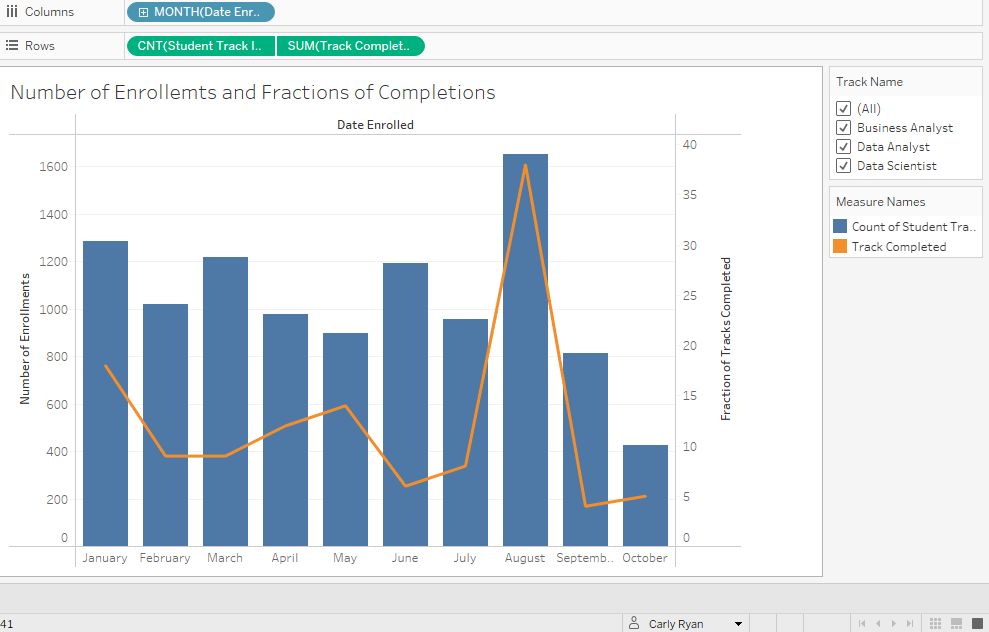 Columns
MONTH(Date Enr..
Rows
CNT(Student Track I.. SUM(Track Complet..
Number of Enrollemts and Fractions of Completions
Date Enrolled
Number of Enrollments
1600
1400
1200
1000
800
600
400
200
0
January February March April May June July August Septemb.. October
40
35
30
25
20
15
10
5
0
Fraction of Tracks Completed
Track Name
(All)
Business Analyst
Data Analyst
Data Scientist
Measure Names
Count of Student Tra..
Track Completed
41
Carly Ryan